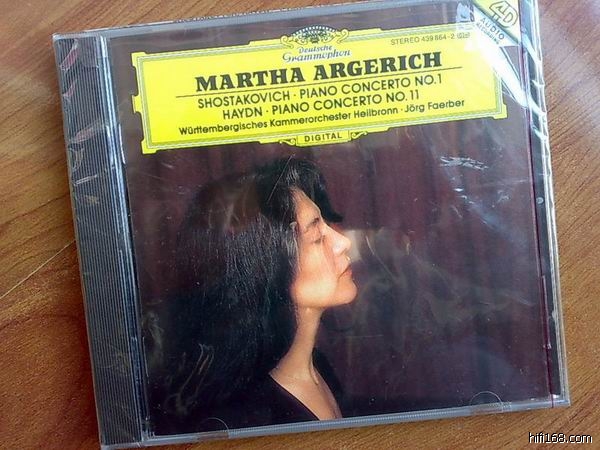 Deutsche
Grammophon
STEREO 439 864-2
4D
AUDIO
MARTHA ARGERICH
SHOSTAKOVICH · PIANO CONCERTO NO.1
HAYDN · PIANO CONCERTO NO.11
Württembergisches Kammerorchester Heilbronn · Jörg Faerber
DIGITAL
hifi168.com